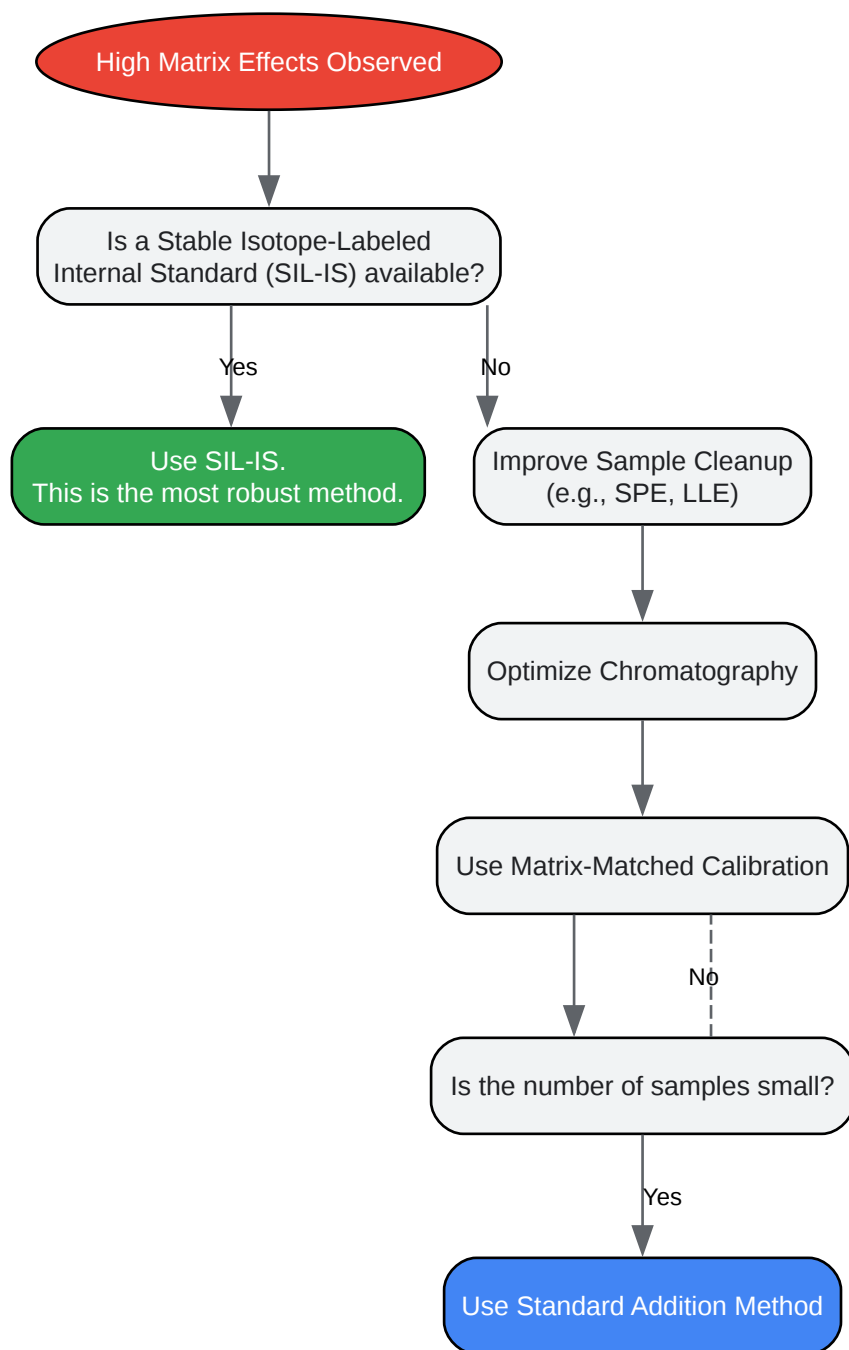 High Matrix Effects Observed
Is a Stable Isotope-Labeled
Internal Standard (SIL-IS) available?
Yes
No
Use SIL-IS.
This is the most robust method.
Improve Sample Cleanup
(e.g., SPE, LLE)
Optimize Chromatography
Use Matrix-Matched Calibration
No
Is the number of samples small?
Yes
Use Standard Addition Method